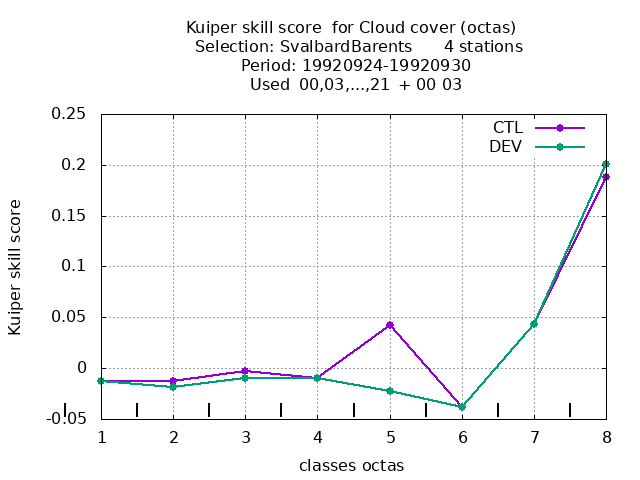 Kuiper skill score  for Cloud cover (octas)
Selection: SvalbardBarents      4 stations
Period: 19920924-19920930
Used  00,03,...,21  + 00 03
CTL
DEV
0.25
0.2
0.15
0.1
0.05
0
-0.05
Kuiper skill score
1 2 3 4 5 6 7 8
classes octas